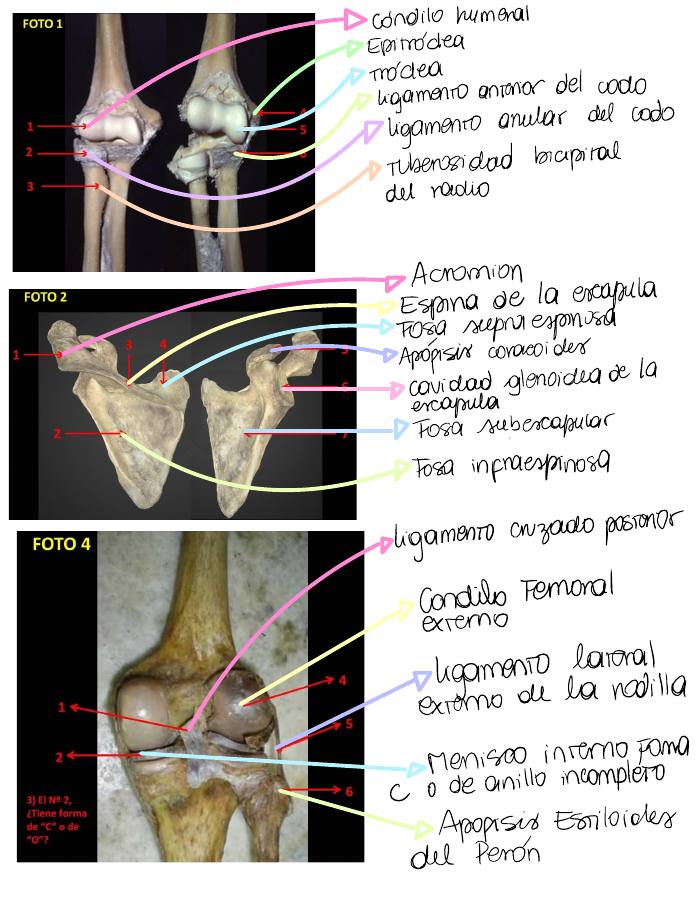 FOTO 1
cóndilo humeral
Epitróclea
tróclea
ligamento anterior del codo
ligamento anular del codo
tuberosidad bicipital
del radio
1
2
3
4
5
6
FOTO 2
Acromion
Espina de la escapula
Fosa supraespinosa
Apópisis coracoides
cavidad glenoidea de la
escapula
Fosa subescapular
Fosa infraespinosa
1
3
4
2
5
6
7
FOTO 4
ligamento cruzado posterior
Condilo Femoral
externo
ligamento lateral
externo de la rodilla
Menisco interno Forma
C o de anillo incompleto
Apopisis Estiloides
del Peroń
1
2
4
5
6
3) El Nº 2,
¿Tiene forma
de "C" o de
"O"?